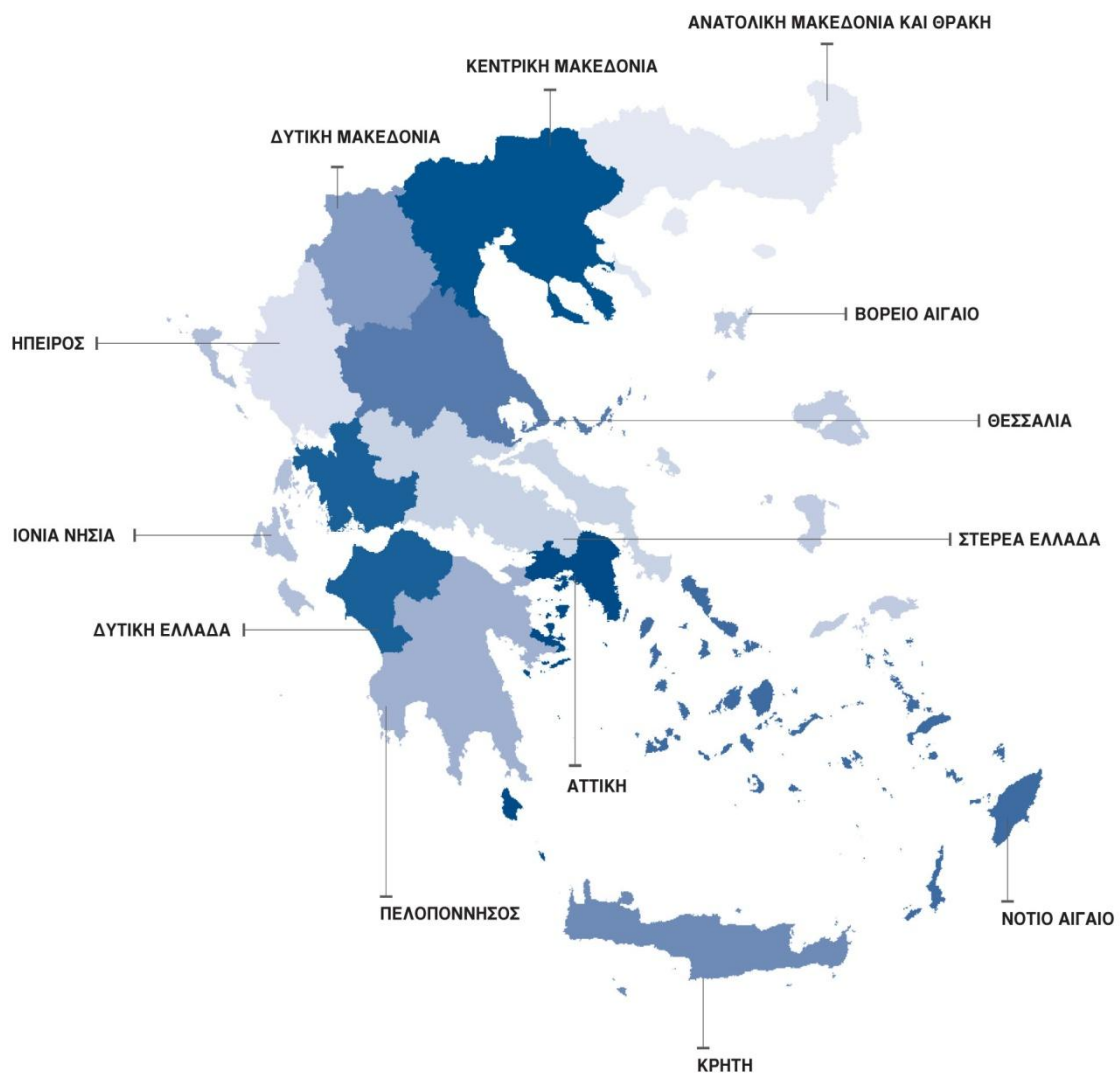 ΑΝΑΤΟΛΙΚΗ ΜΑΚΕΔΟΝΙΑ ΚΑΙ ΘΡΑΚΗ
ΚΕΝΤΡΙΚΗ ΜΑΚΕΔΟΝΙΑ
ΔΥΤΙΚΗ ΜΑΚΕΔΟΝΙΑ
ΒΟΡΕΙΟ ΑΙΓΑΙΟ
ΗΠΕΙΡΟΣ
ΘΕΣΣΑΛΙΑ
ΙΟΝΙΑ ΝΗΣΙΑ
ΣΤΕΡΕΑ ΕΛΛΑΔΑ
ΔΥΤΙΚΗ ΕΛΛΑΔΑ
ΑΤΤΙΚΗ
ΠΕΛΟΠΟΝΝΗΣΟΣ
ΝΟΤΙΟ ΑΙΓΑΙΟ
ΚΡΗΤΗ